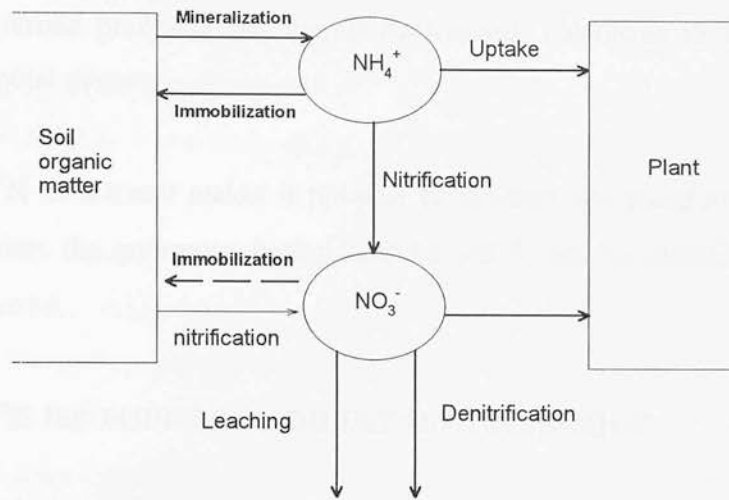 Mineralization
NH₄⁺
Uptake
Immobilization
Soil
organic
matter
Plant
Nitrification
Immobilization
NO₃⁻
nitrification
Leaching
Denitrification